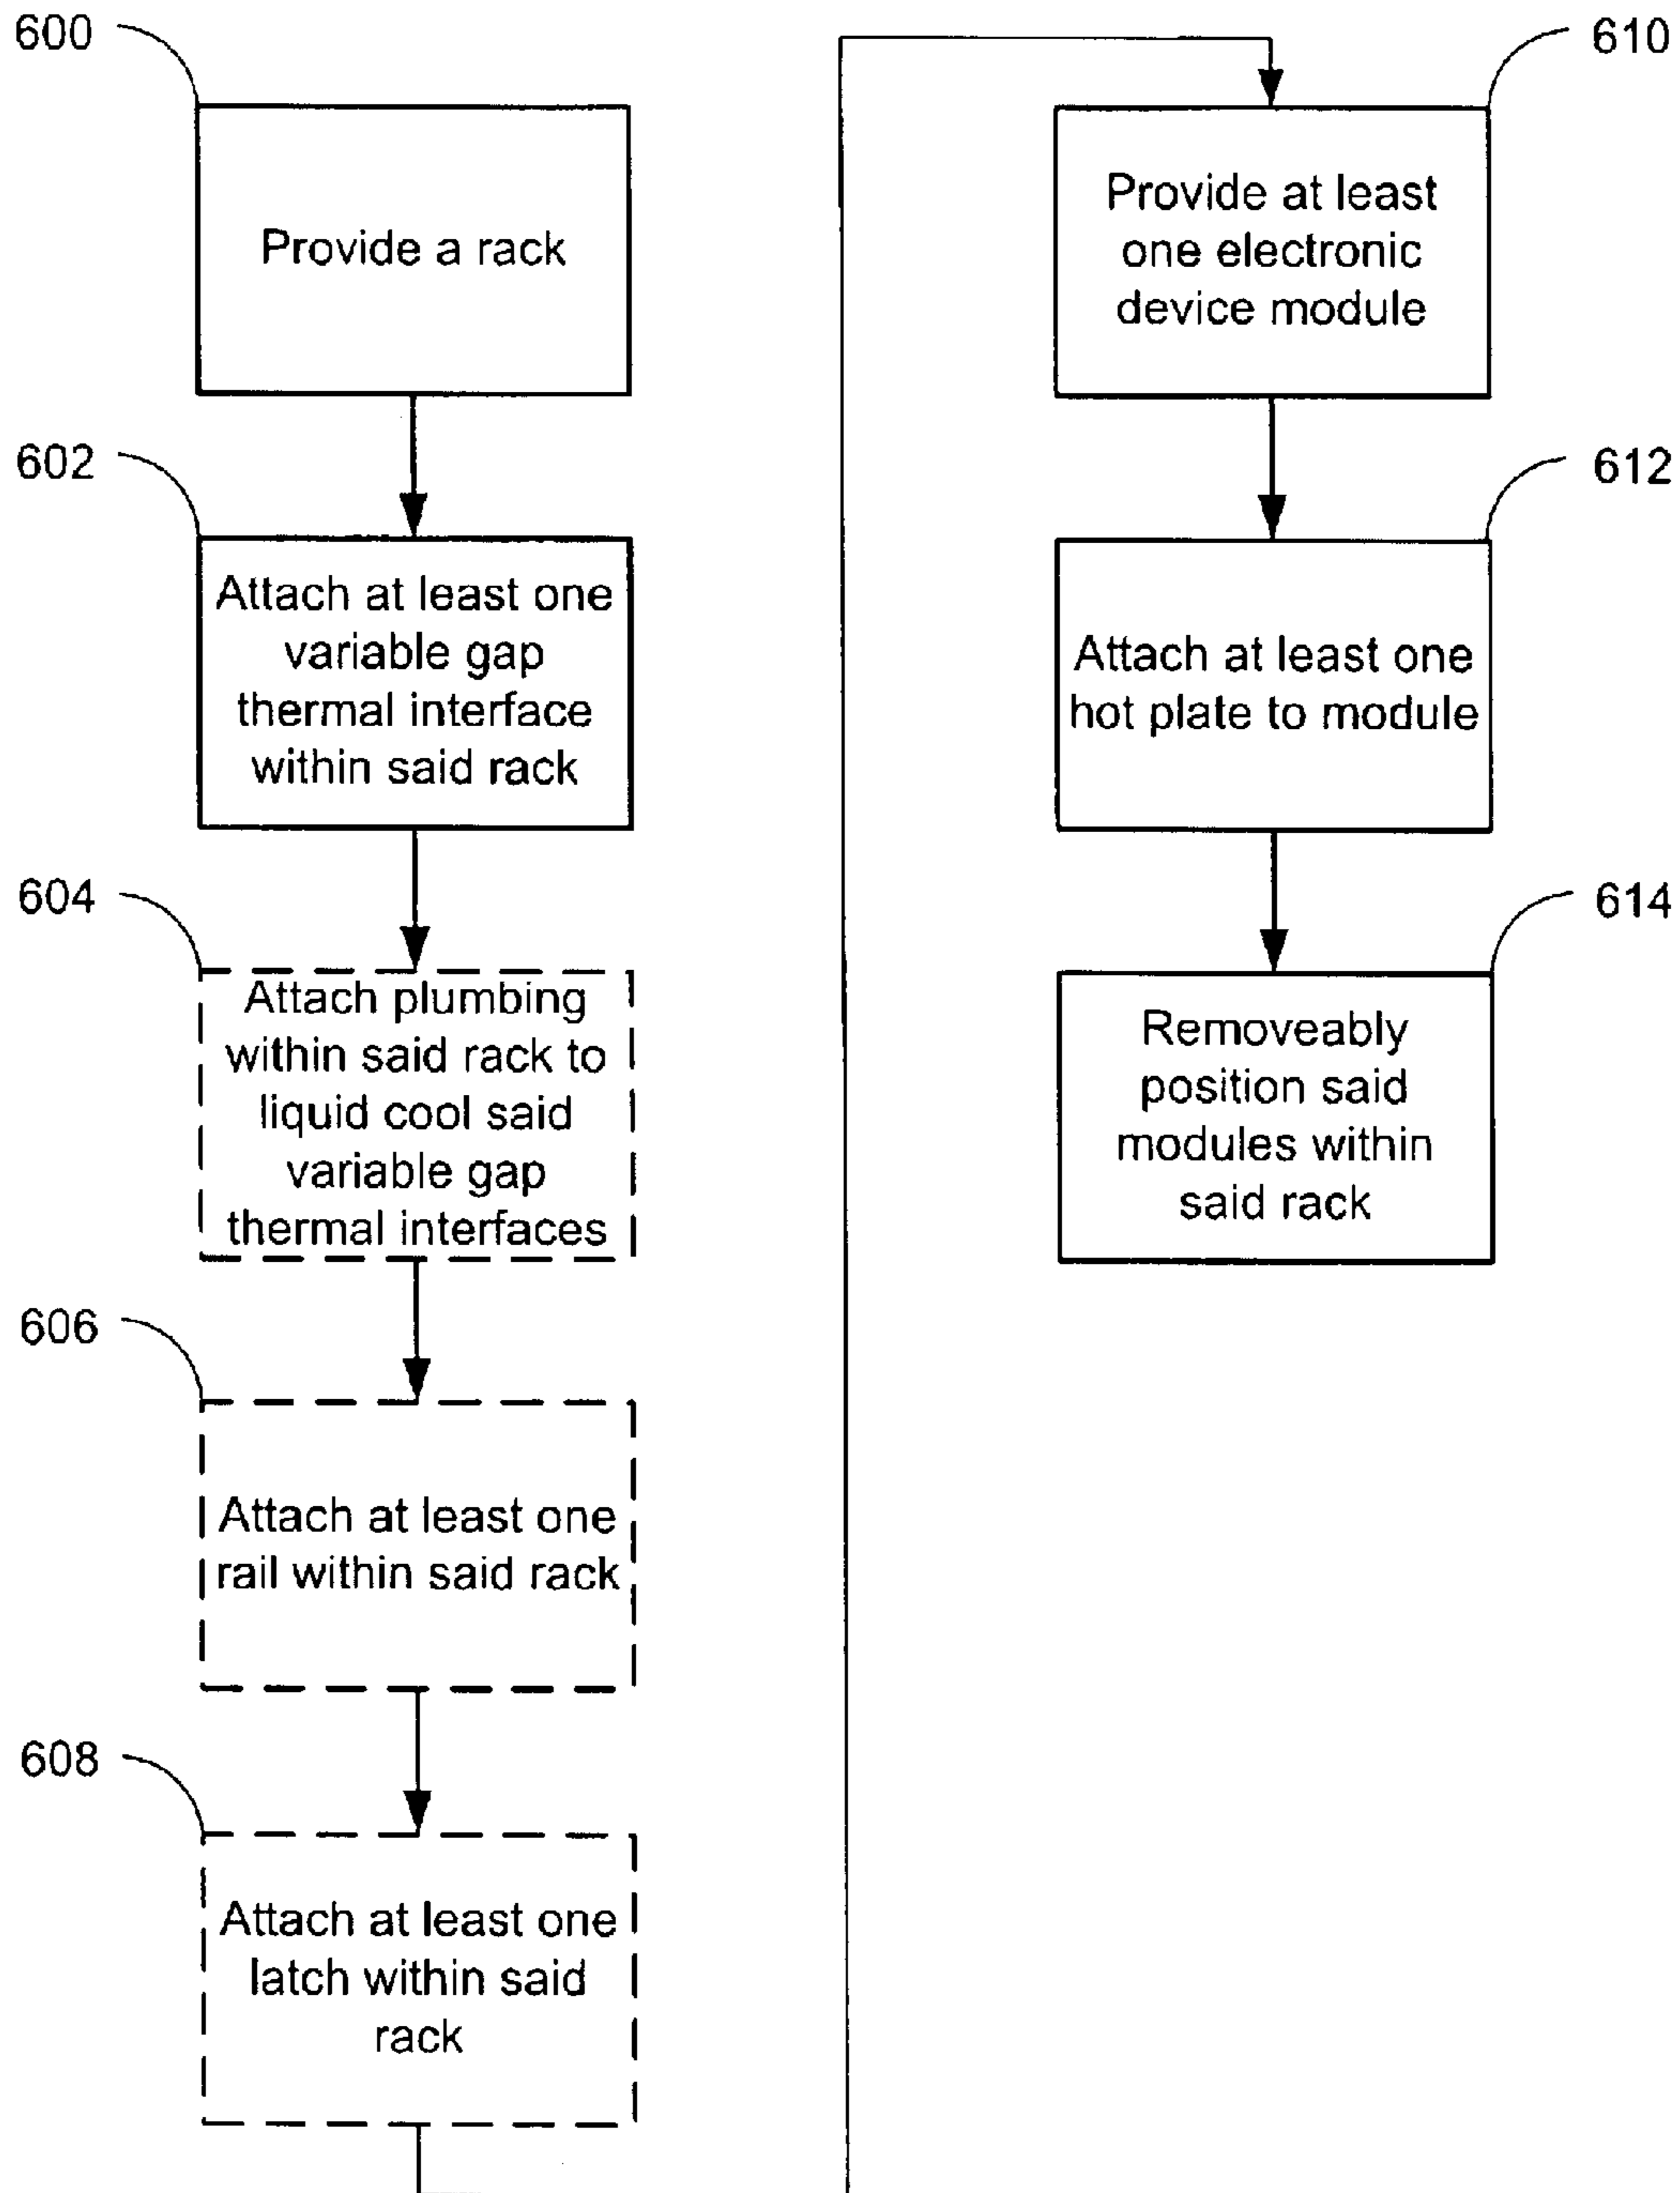 600
Provide a rack
602
Attach at least one
variable gap
thermal interface
within said rack
604
Attach plumbing
within said rack to
liquid cool said
variable gap
thermal interfaces
606
Attach at least one
rail within said rack
608
Attach at least one
latch within said
rack
610
Provide at least
one electronic
device module
612
Attach at least one
hot plate to module
614
Removeably
position said
modules within
said rack